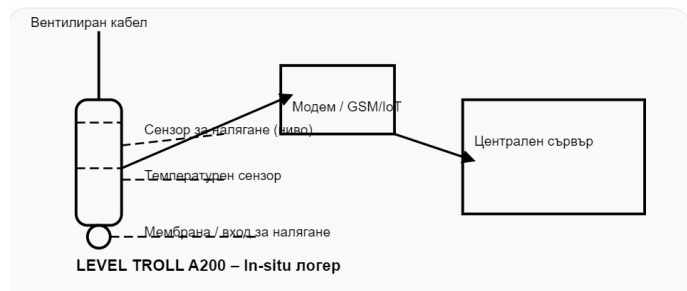 Вентилиран кабел
Модем / GSM/IoT
Сензор за налягане (ниво)
Централен сървър
Температурен сензор
Мембрана / вход за налягане
LEVEL TROLL A200 – In-situ логер